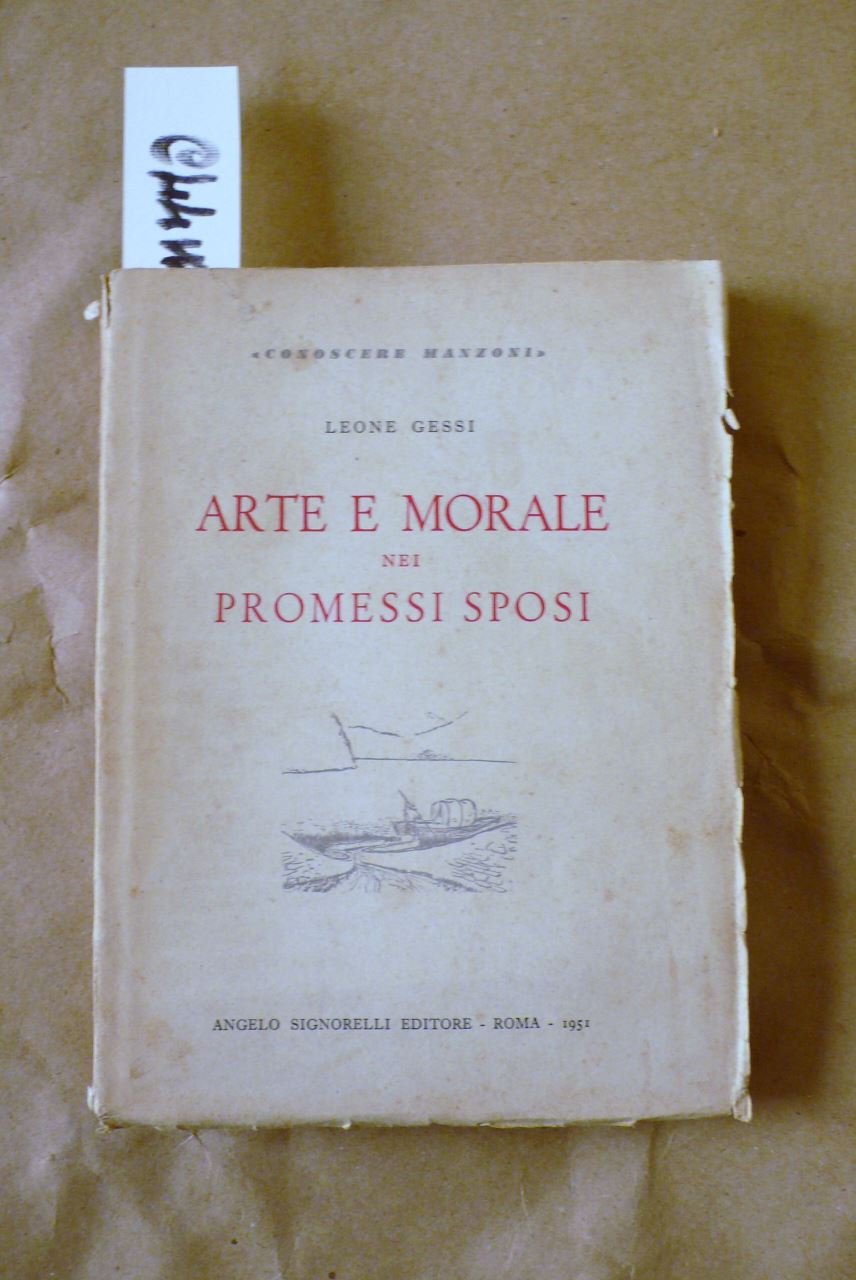 «CONOSCERE MANZONI»
LEONE GESSI
ARTE E MORALE
NEI
PROMESSI SPOSI
ANGELO SIGNORELLI EDITORE - ROMA - 1951